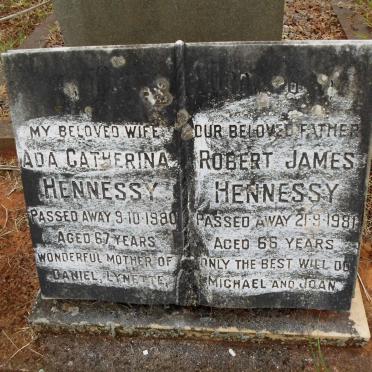 MY BELOVED WIFE
ADA CATHERINA
HENNESSY
PASSED AWAY 9·10·1980
AGED 67 YEARS
WONDERFUL MOTHER OF
DANIEL, LYNETTE,
OUR BELOVED FATHER
ROBERT JAMES
HENNESSY
PASSED AWAY 21·9·1981
AGED 66 YEARS
ONLY THE BEST WILL DO
MICHAEL AND JOAN